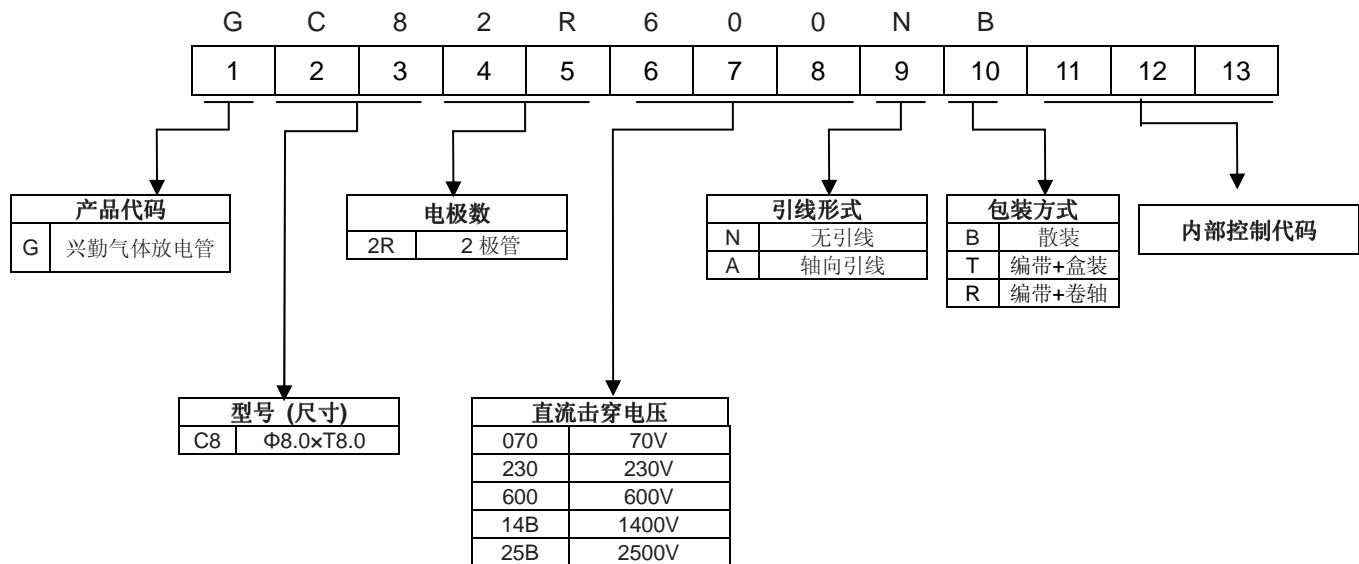 G C 8 2 R 6 0 0 N B
1 2 3 4 5 6 7 8 9 10 11 12 13
产品代码
G 兴勤气体放电管
电极数
2R 2 极管
引线形式
N 无引线
A 轴向引线
包装方式
B 散装
T 编带+盒装
R 编带+卷轴
内部控制代码
型号 (尺寸)
C8 Φ8.0×T8.0
直流击穿电压
070 70V
230 230V
600 600V
14B 1400V
25B 2500V